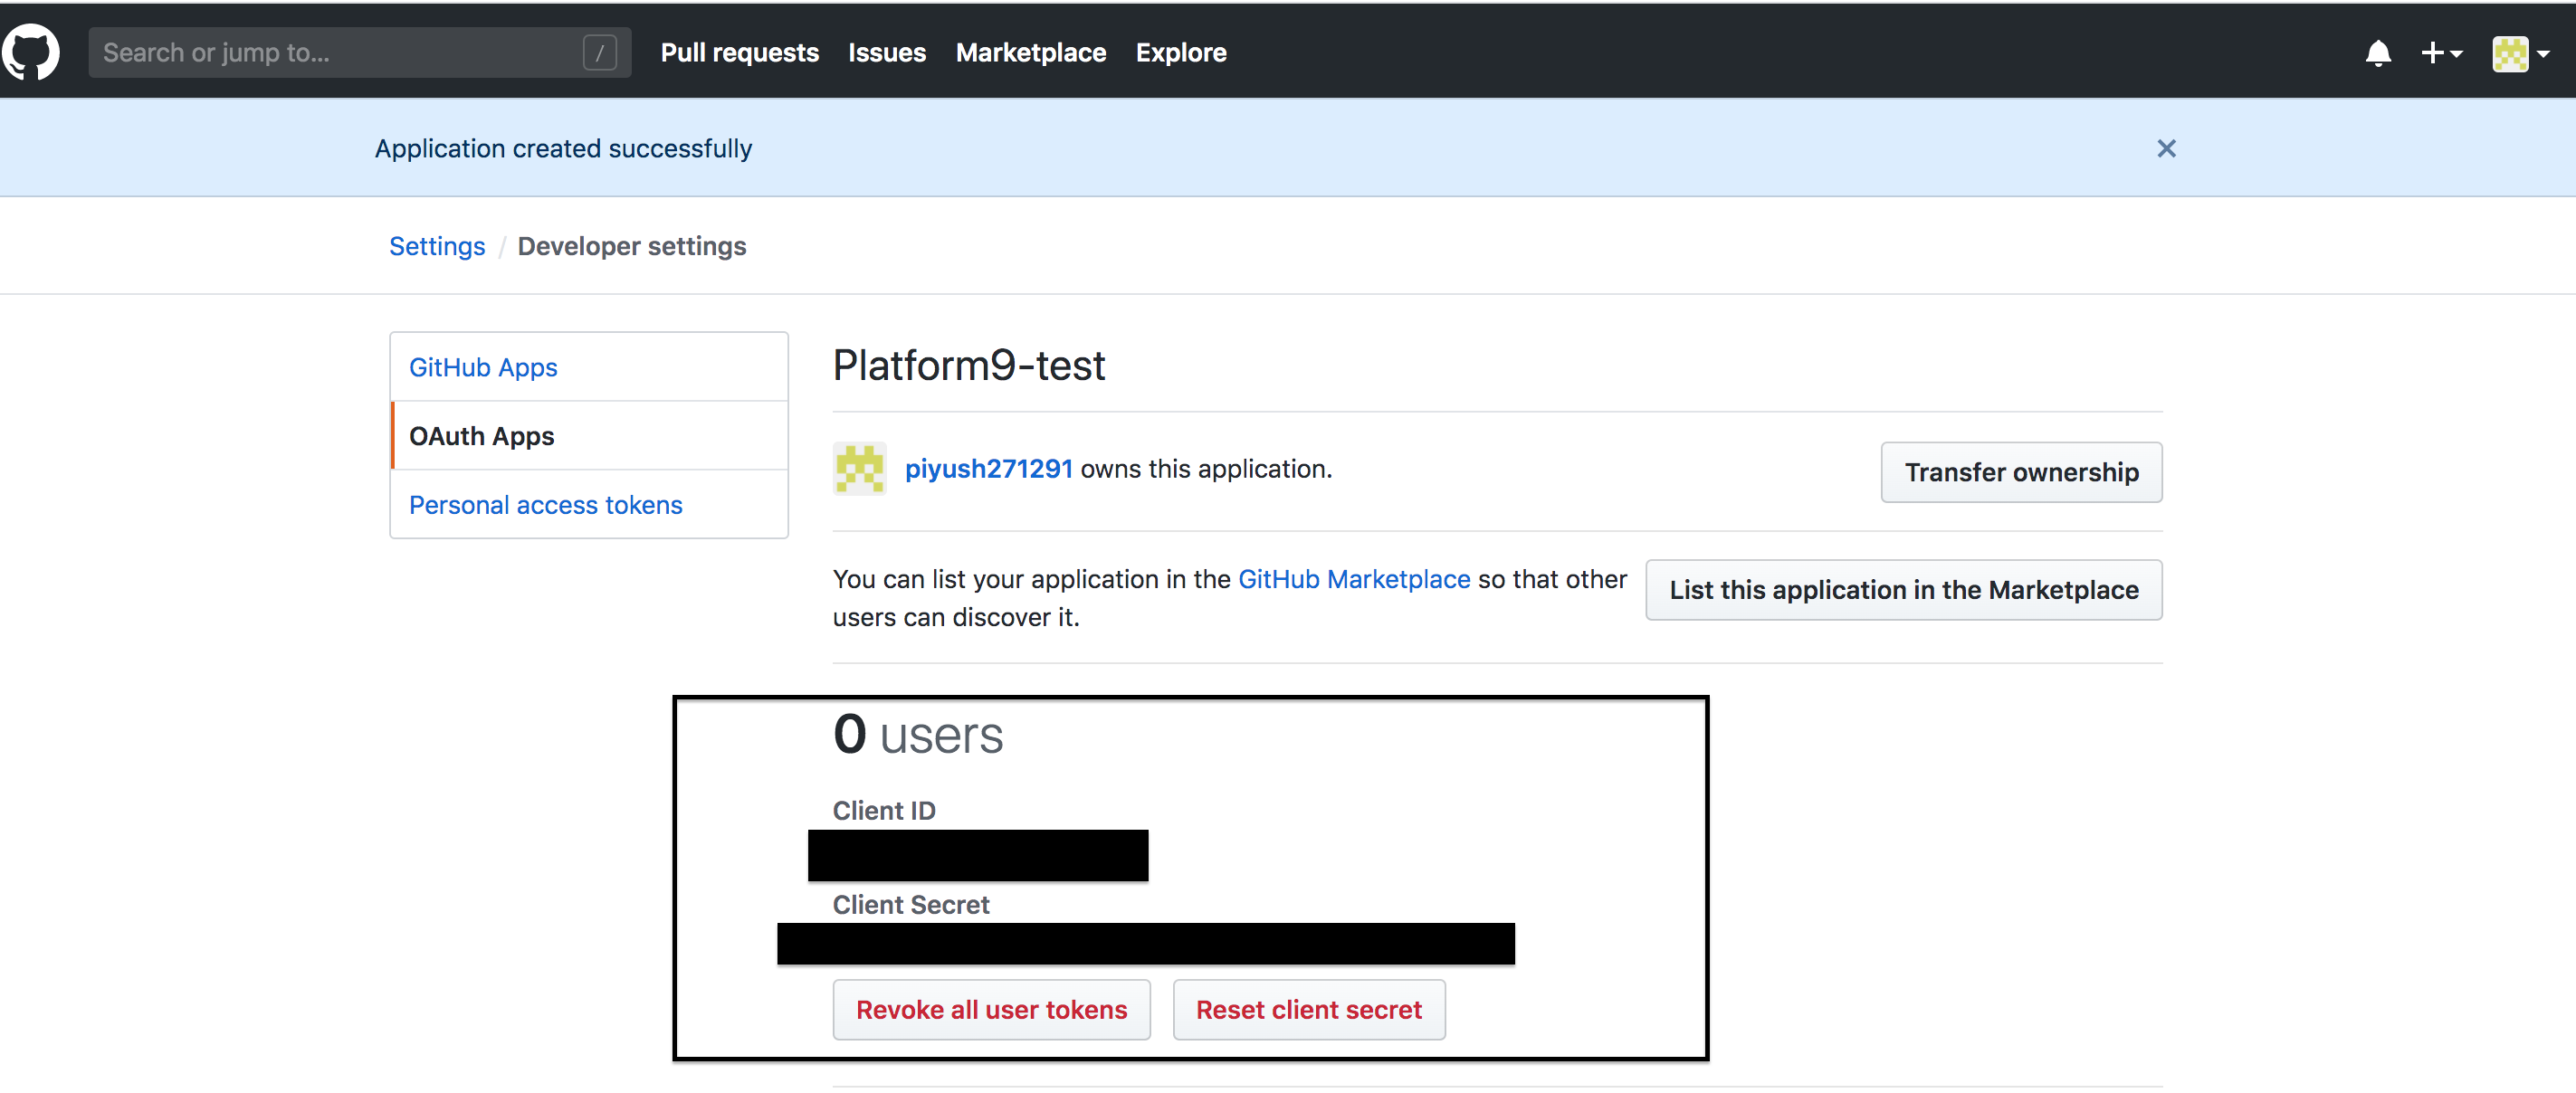 Search or jump to... /
Pull requests Issues Marketplace Explore
Application created successfully ×
Settings / Developer settings
GitHub Apps
OAuth Apps
Personal access tokens
Platform9-test
piyush271291 owns this application.
Transfer ownership
You can list your application in the GitHub Marketplace so that other
users can discover it.
List this application in the Marketplace
0 users
Client ID
Client Secret
Revoke all user tokens
Reset client secret